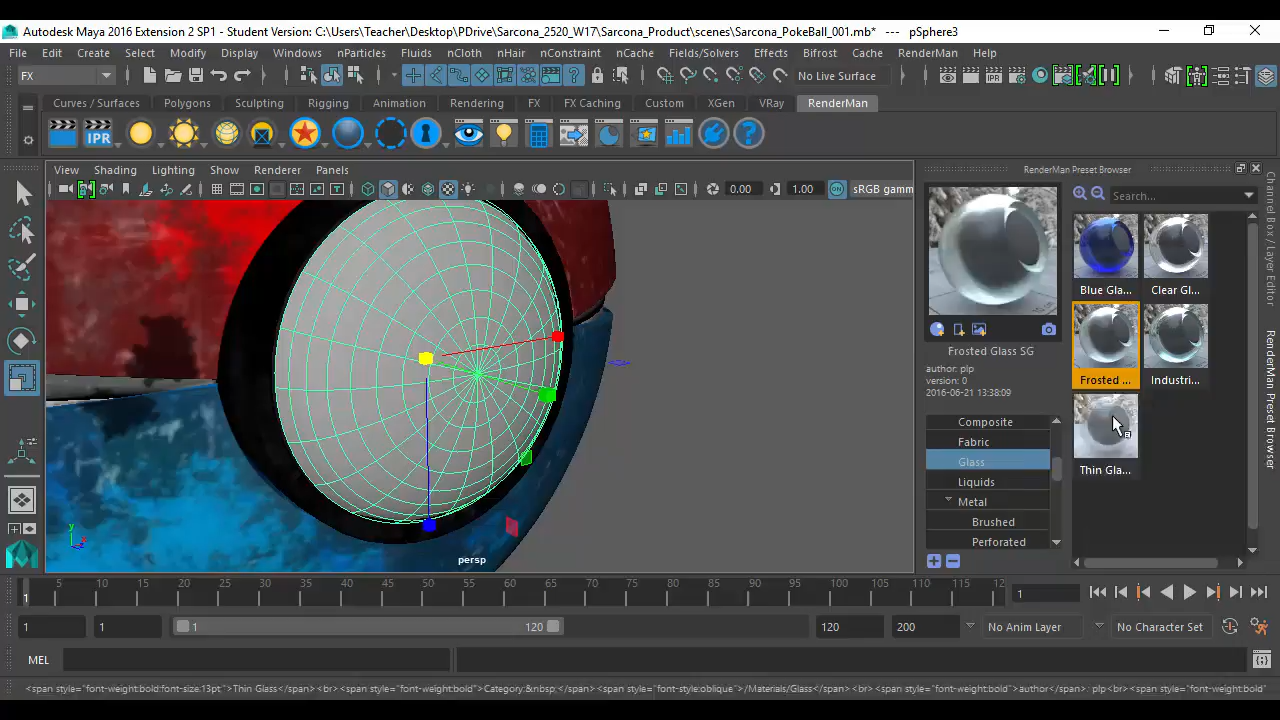 Autodesk Maya 2016 Extension 2 SP1 - Student Version: C:\Users\Teacher\Desktop\PDrive\Sarcona_2520_W17\Sarcona_Product\scenes\Sarcona_PokeBall_001.mb* --- pSphere3
File Edit Create Select Modify Display Windows nParticles Fluids nCloth nHair nConstraint nCache Fields/Solvers Effects Bifrost Cache RenderMan Help
FX No Live Surface
Curves / Surfaces Polygons Sculpting Rigging Animation Rendering FX FX Caching Custom XGen VRay RenderMan
IPR
View Shading Lighting Show Renderer Panels
0.00 1.00 sRGB gamm
RenderMan Preset Browser
Search...
Blue Gla... Clear Gl...
Frosted ... Industri...
Thin Gla...
Frosted Glass SG
author: plp
version: 0
2016-06-21 13:38:09
Composite
Fabric
Glass
Liquids
Metal
Brushed
Perforated
Channel Box / Layer Editor
RenderMan Preset Browser
y
persp
5 10 15 20 25 30 35 40 45 50 55 60 65 70 75 80 85 90 95 100 105 110 115 12
1 1
1 1 1 120 120 200 No Anim Layer No Character Set
MEL
<span style="font-weight:bold;font-size:13pt;">Thin Glass</span><br><span style="font-weight:bold">Category:&nbsp;</span><span style="font-style:oblique">/Materials/Glass</span><br><span style="font-weight:bold">author</span>: plp<br><span style="font-weight:bold"